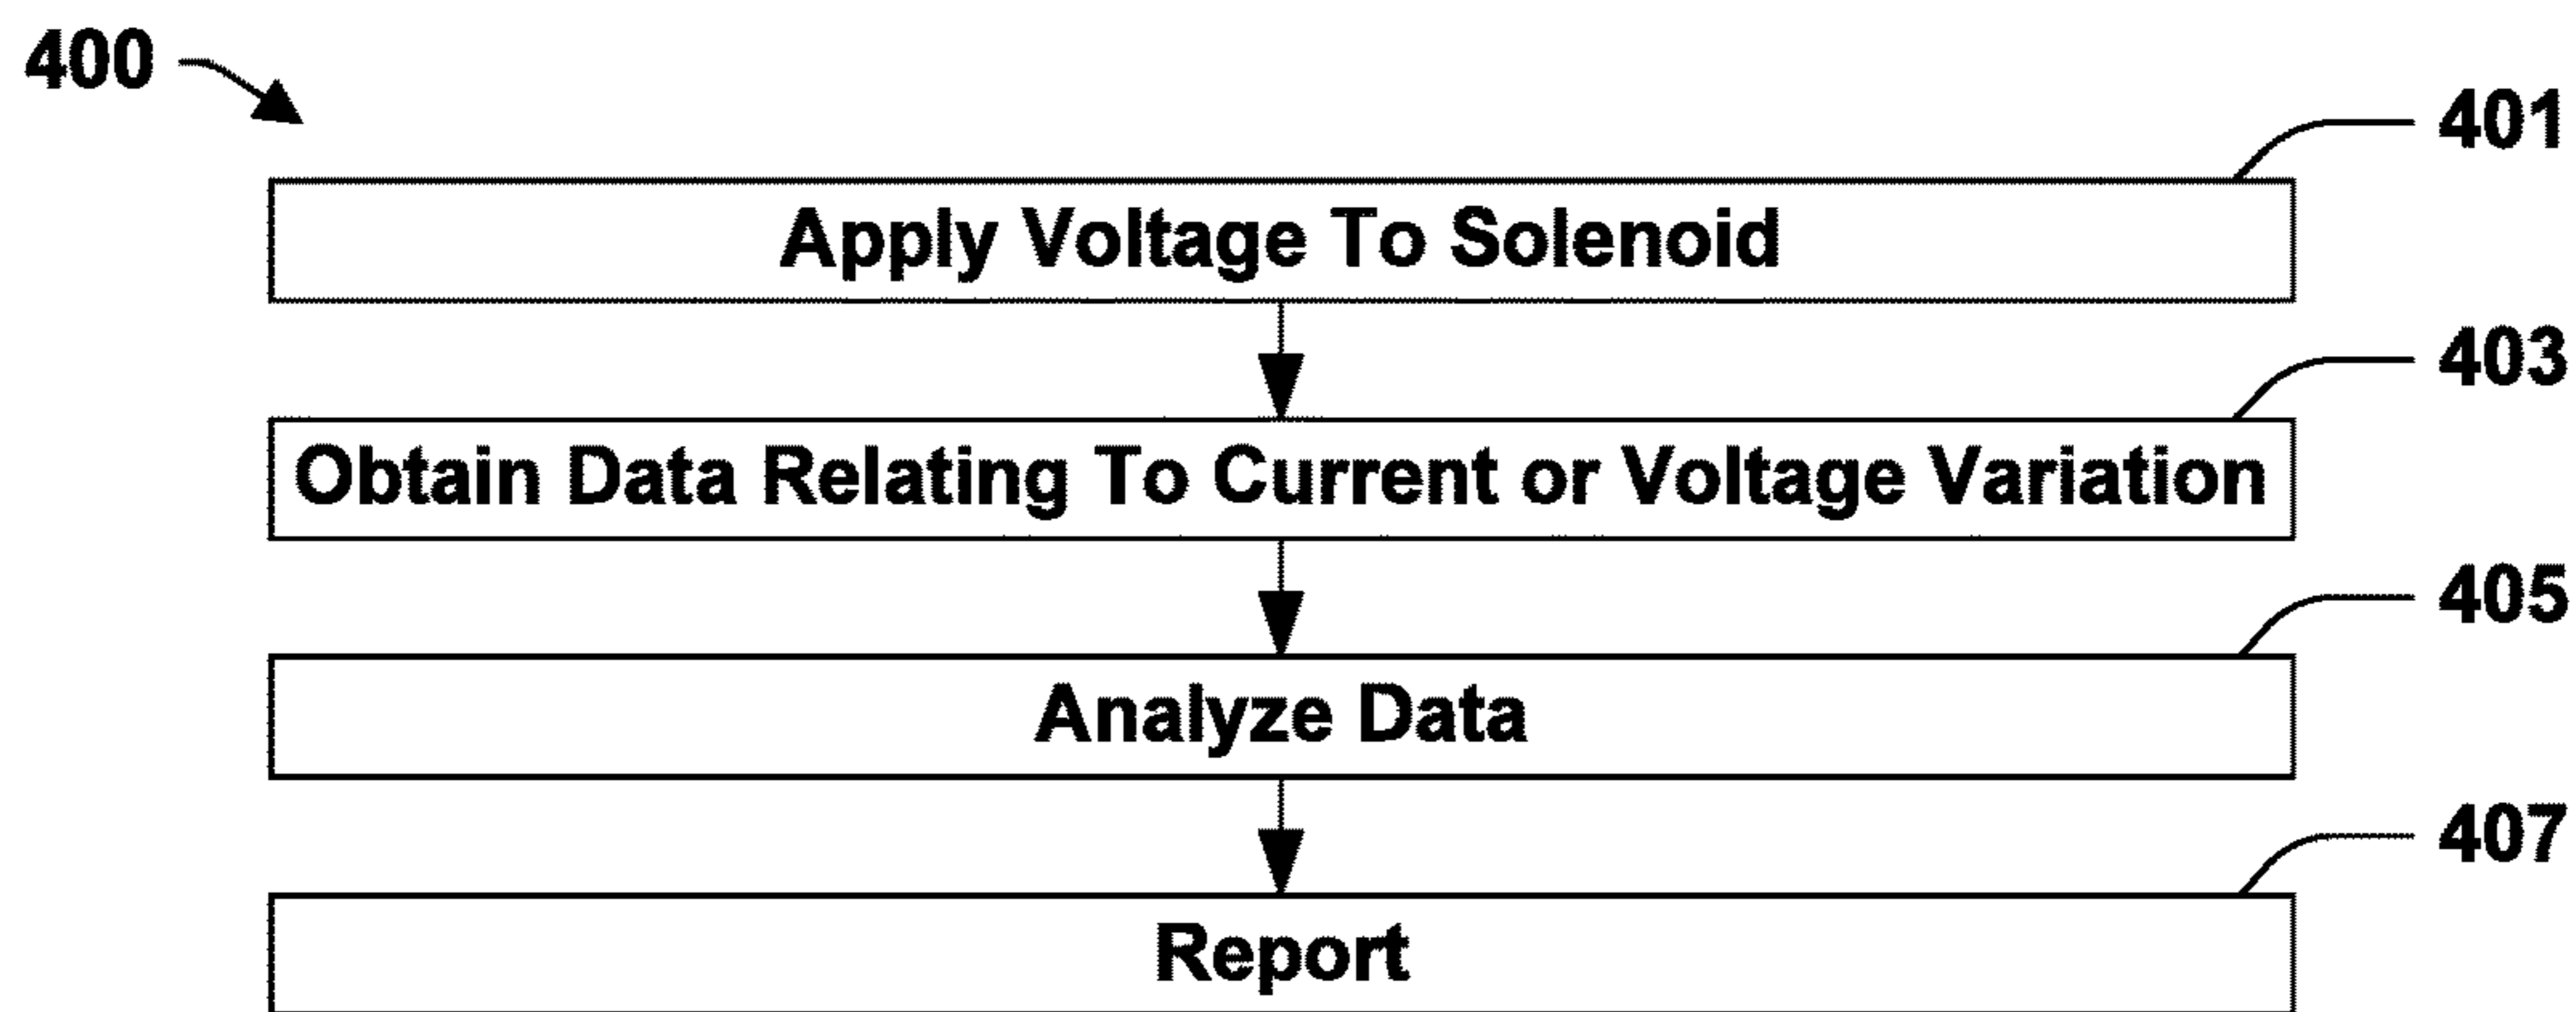 400
401
Apply Voltage To Solenoid
403
Obtain Data Relating To Current or Voltage Variation
405
Analyze Data
407
Report